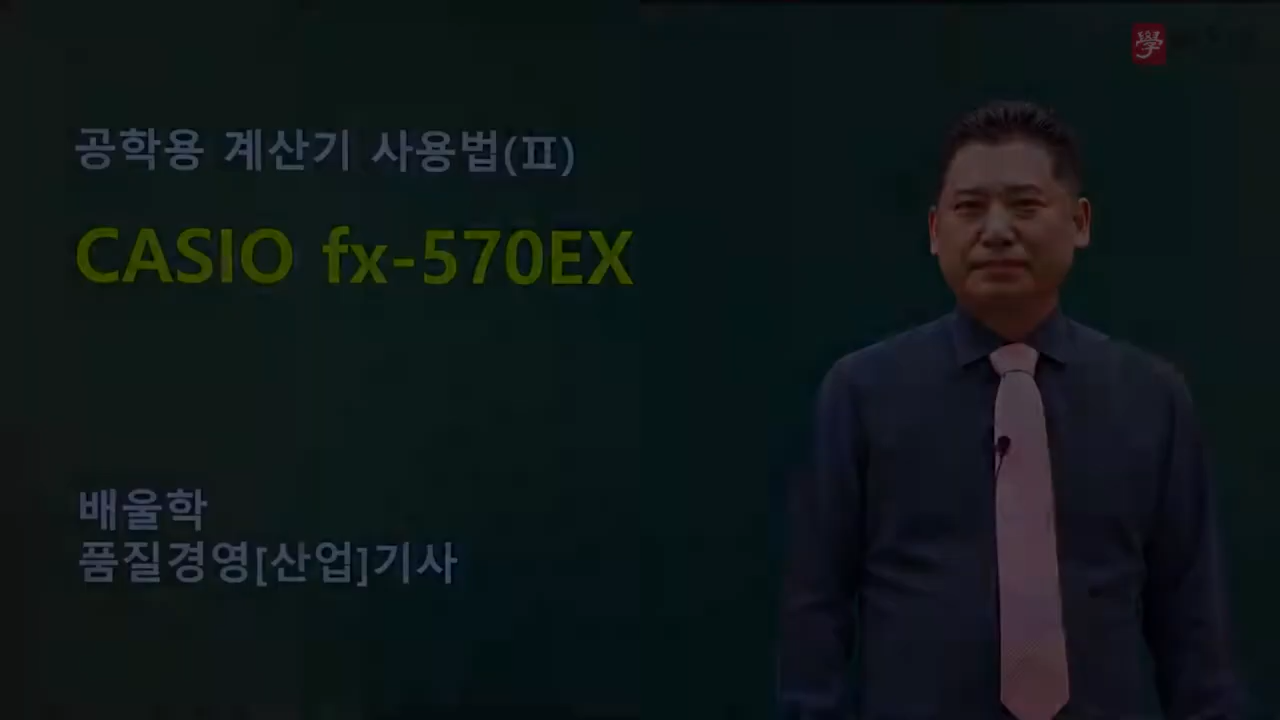 學
공학용 계산기 사용법(Ⅱ)
CASIO fx-570EX
배울학
품질경영[산업]기사